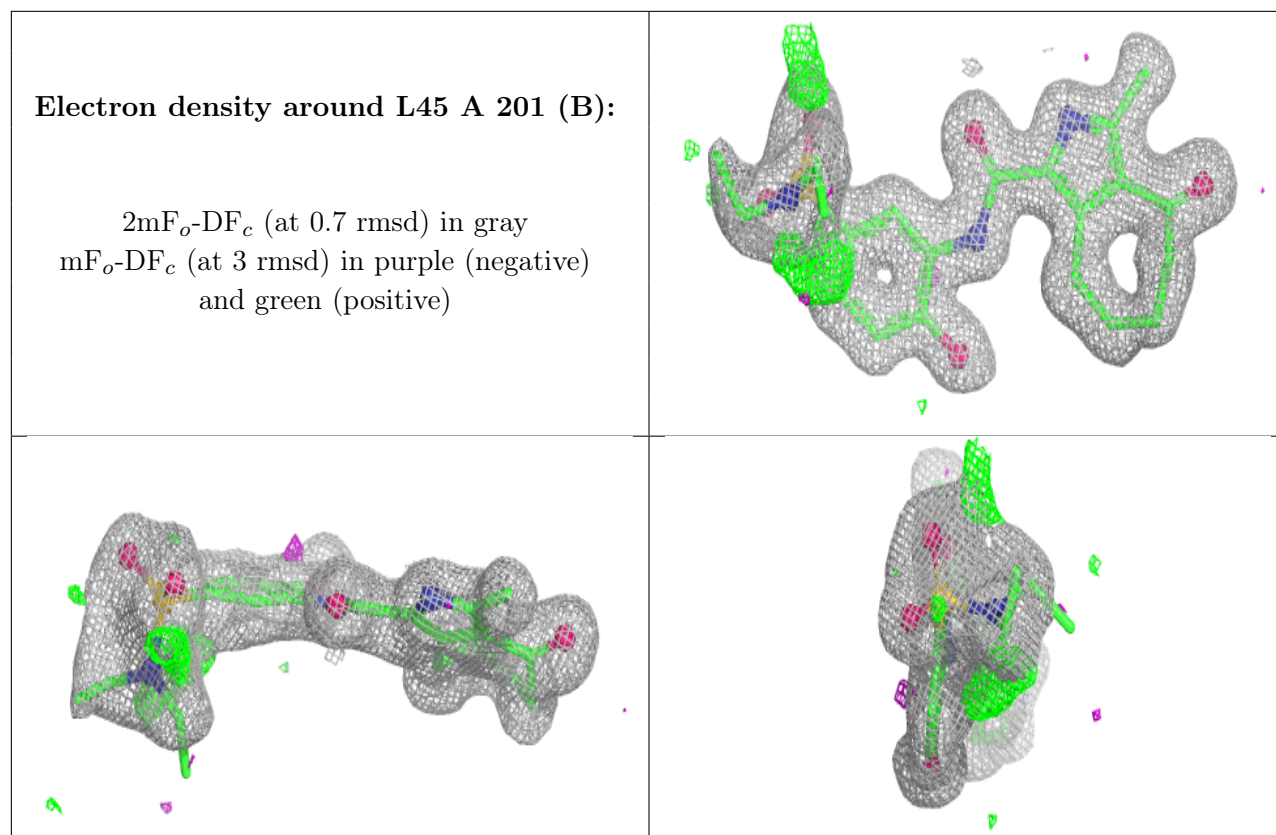 Electron density around L45 A 201 (B):
2mFo-DFc (at 0.7 rmsd) in gray
mFo-DFc (at 3 rmsd) in purple (negative)
and green (positive)